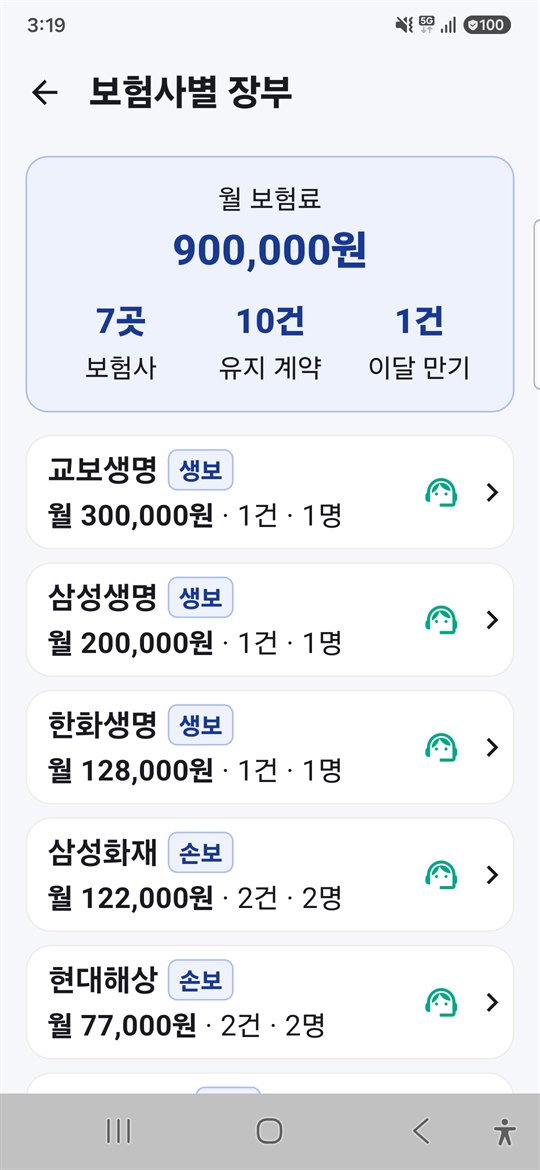 3:19 5G 100
보험사별 장부
월 보험료
900,000원
7곳 10건 1건
보험사 유지 계약 이달 만기
교보생명 생보
월 300,000원 · 1건 · 1명
삼성생명 생보
월 200,000원 · 1건 · 1명
한화생명 생보
월 128,000원 · 1건 · 1명
삼성화재 손보
월 122,000원 · 2건 · 2명
현대해상 손보
월 77,000원 · 2건 · 2명